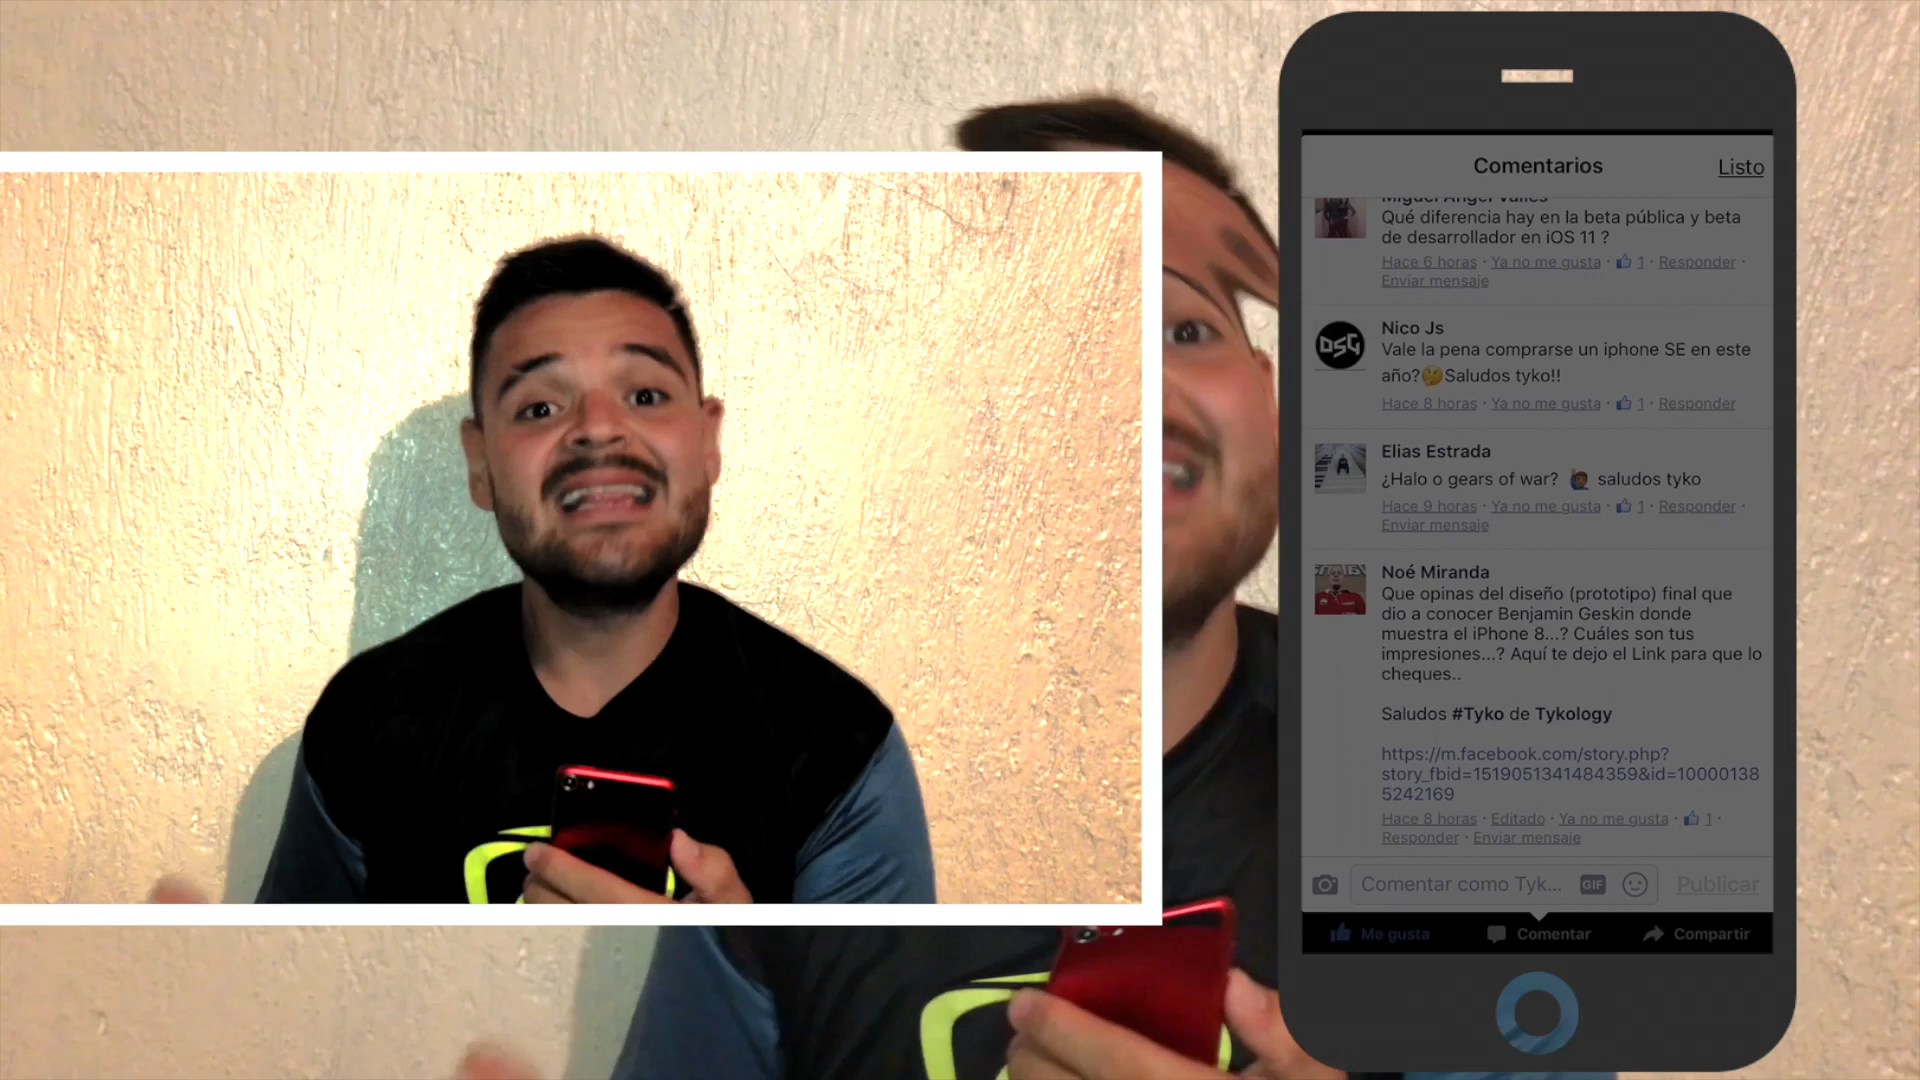 Comentarios
Listo
Miguel Angel Valles
Qué diferencia hay en la beta pública y beta
de desarrollador en iOS 11 ?
Hace 6 horas · Ya no me gusta · 1 · Responder ·
Enviar mensaje
DSG
Nico Js
Vale la pena comprarse un iphone SE en este
año?🤔Saludos tyko!!
Hace 8 horas · Ya no me gusta · 1 · Responder
Elias Estrada
¿Halo o gears of war? 🙋🏾‍♂️ saludos tyko
Hace 9 horas · Ya no me gusta · 1 · Responder ·
Enviar mensaje
Noé Miranda
Que opinas del diseño (prototipo) final que
dio a conocer Benjamin Geskin donde
muestra el iPhone 8...? Cuáles son tus
impresiones...? Aquí te dejo el Link para que lo
cheques..
Saludos #Tyko de Tykology
https://m.facebook.com/story.php?
story_fbid=1519051341484359&id=10000138
5242169
Hace 8 horas · Editado · Ya no me gusta · 1 ·
Responder · Enviar mensaje
Comentar como Tyk...
GIF
Publicar
Me gusta
Comentar
Compartir